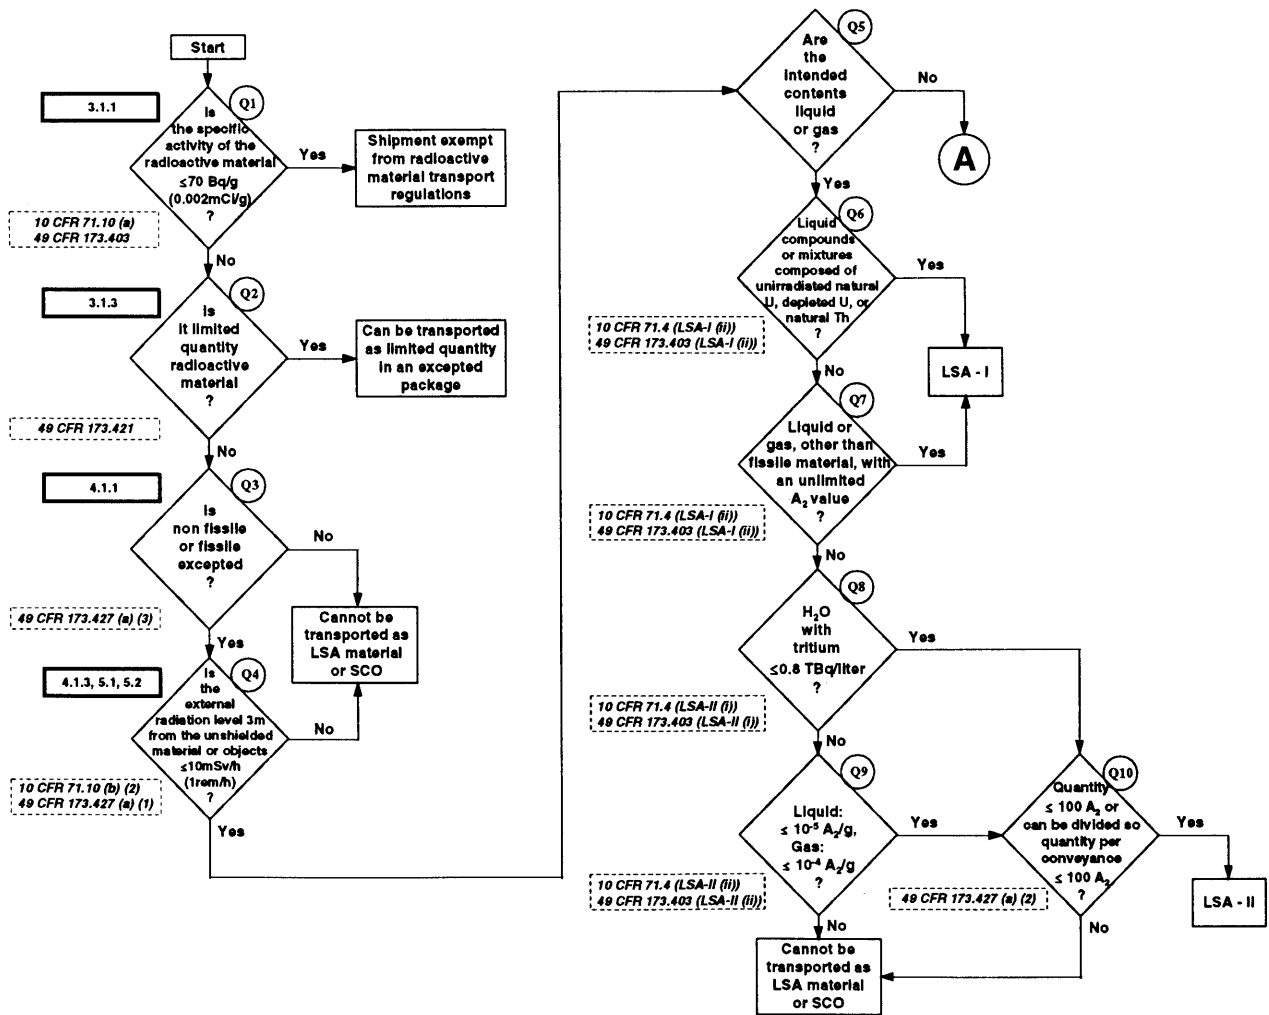 Start
3.1.1
Q1
Is
the specific
activity of the
radioactive material
≤70 Bq/g
(0.002mCi/g)
?
Yes
Shipment exempt
from radioactive
material transport
regulations
10 CFR 71.10 (a)
49 CFR 173.403
No
3.1.3
Q2
Is
it limited
quantity
radioactive
material
?
Yes
Can be transported
as limited quantity
in an excepted
package
49 CFR 173.421
No
4.1.1
Q3
Is
non fissile
or fissile
excepted
?
No
49 CFR 173.427 (a) (3)
Cannot be
transported as
LSA material
or SCO
Yes
4.1.3, 5.1, 5.2
Q4
Is
the
external
radiation level 3m
from the unshielded
material or objects
≤10mSv/h
(1rem/h)
?
No
10 CFR 71.10 (b) (2)
49 CFR 173.427 (a) (1)
Yes
Q5
Are
the
intended
contents
liquid
or gas
?
No
A
Yes
Q6
Liquid
compounds
or mixtures
composed of
unirradiated natural
U, depleted U, or
natural Th
?
Yes
10 CFR 71.4 (LSA-I (ii))
49 CFR 173.403 (LSA-I (ii))
LSA - I
No
Q7
Liquid or
gas, other than
fissile material, with
an unlimited
A₂ value
?
Yes
10 CFR 71.4 (LSA-I (ii))
49 CFR 173.403 (LSA-I (ii))
No
Q8
H₂O
with
tritium
≤0.8 TBq/liter
?
Yes
10 CFR 71.4 (LSA-II (i))
49 CFR 173.403 (LSA-II (i))
No
Q9
Liquid:
≤ 10⁻⁵ A₂/g,
Gas:
≤ 10⁻⁴ A₂/g
?
Yes
10 CFR 71.4 (LSA-II (ii))
49 CFR 173.403 (LSA-II (ii))
No
Q10
Quantity
≤ 100 A₂ or
can be divided so
quantity per
conveyance
≤ 100 A₂
?
Yes
49 CFR 173.427 (a) (2)
LSA - II
No
Cannot be
transported as
LSA material
or SCO